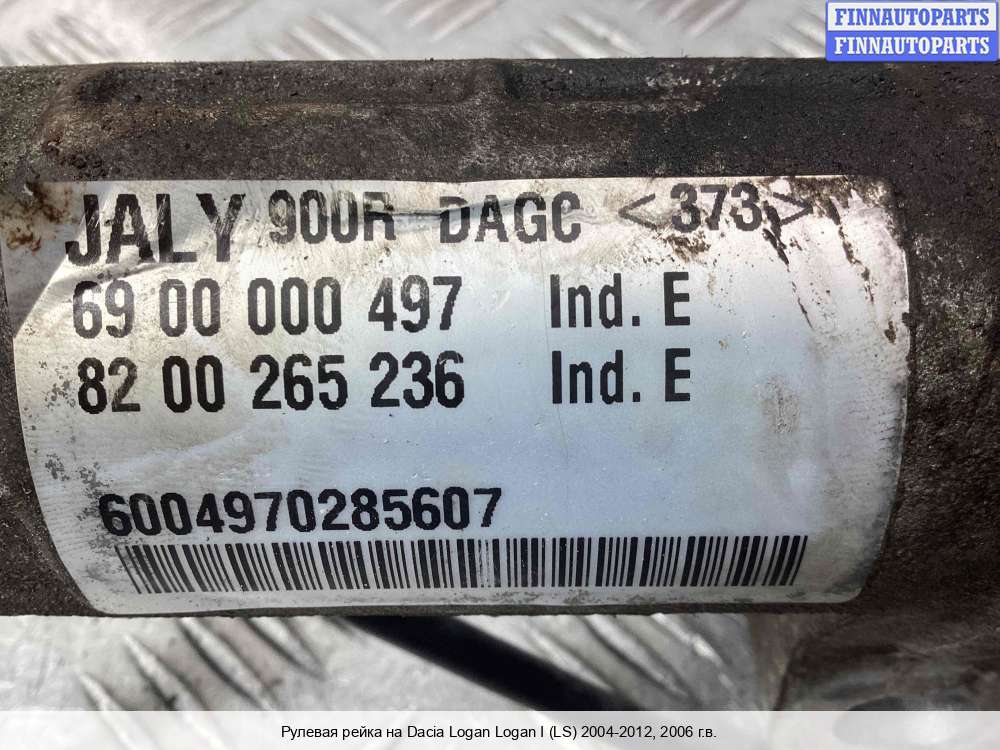 FINNAUTOPARTS
FINNAUTOPARTS
JALY 900R DAGC <373>
69 00 000 497 Ind. E
82 00 265 236 Ind. E
6004970285607
Рулевая рейка на Dacia Logan Logan I (LS) 2004-2012, 2006 г.в.